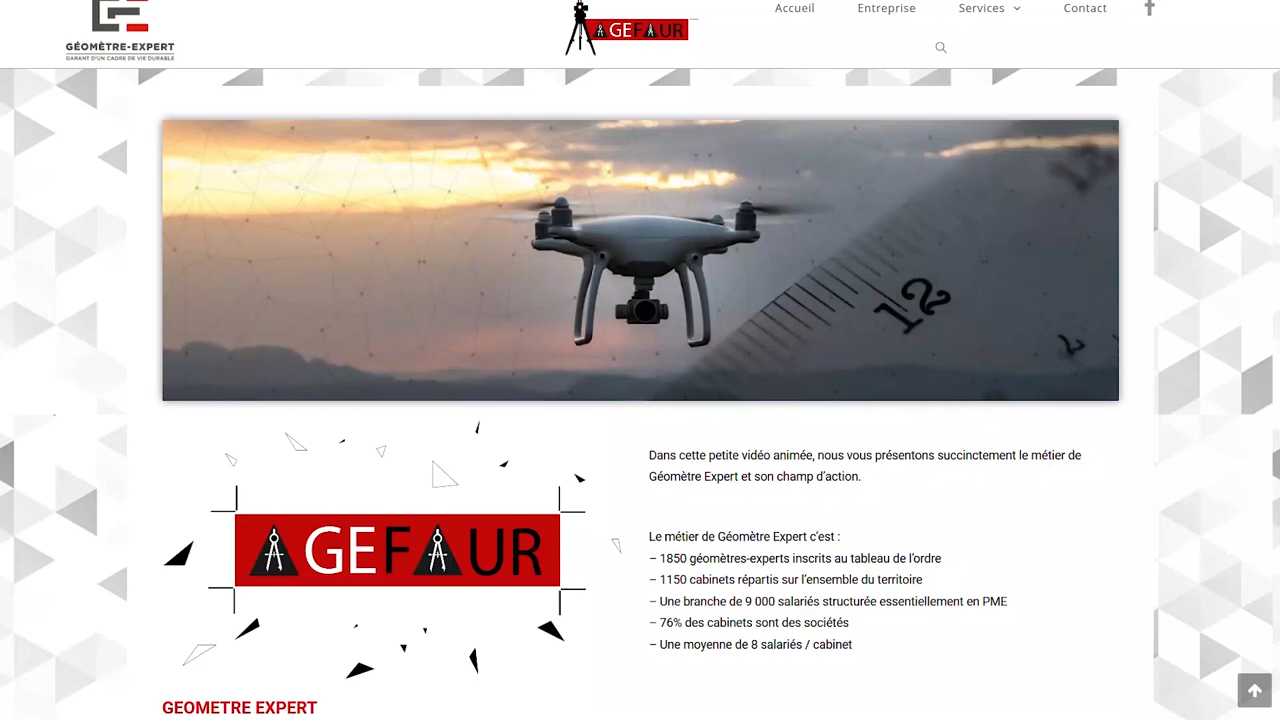 Accueil
Entreprise
Services
Contact
GÉOMÈTRE-EXPERT
GARANT D'UN CADRE DE VIE DURABLE
AGEFAUR
12
Dans cette petite vidéo animée, nous vous présentons succinctement le métier de
Géomètre Expert et son champ d'action.
AGEFAUR
Le métier de Géomètre Expert c'est :
– 1850 géomètres-experts inscrits au tableau de l'ordre
– 1150 cabinets répartis sur l'ensemble du territoire
– Une branche de 9 000 salariés structurée essentiellement en PME
– 76% des cabinets sont des sociétés
– Une moyenne de 8 salariés / cabinet
GEOMETRE EXPERT